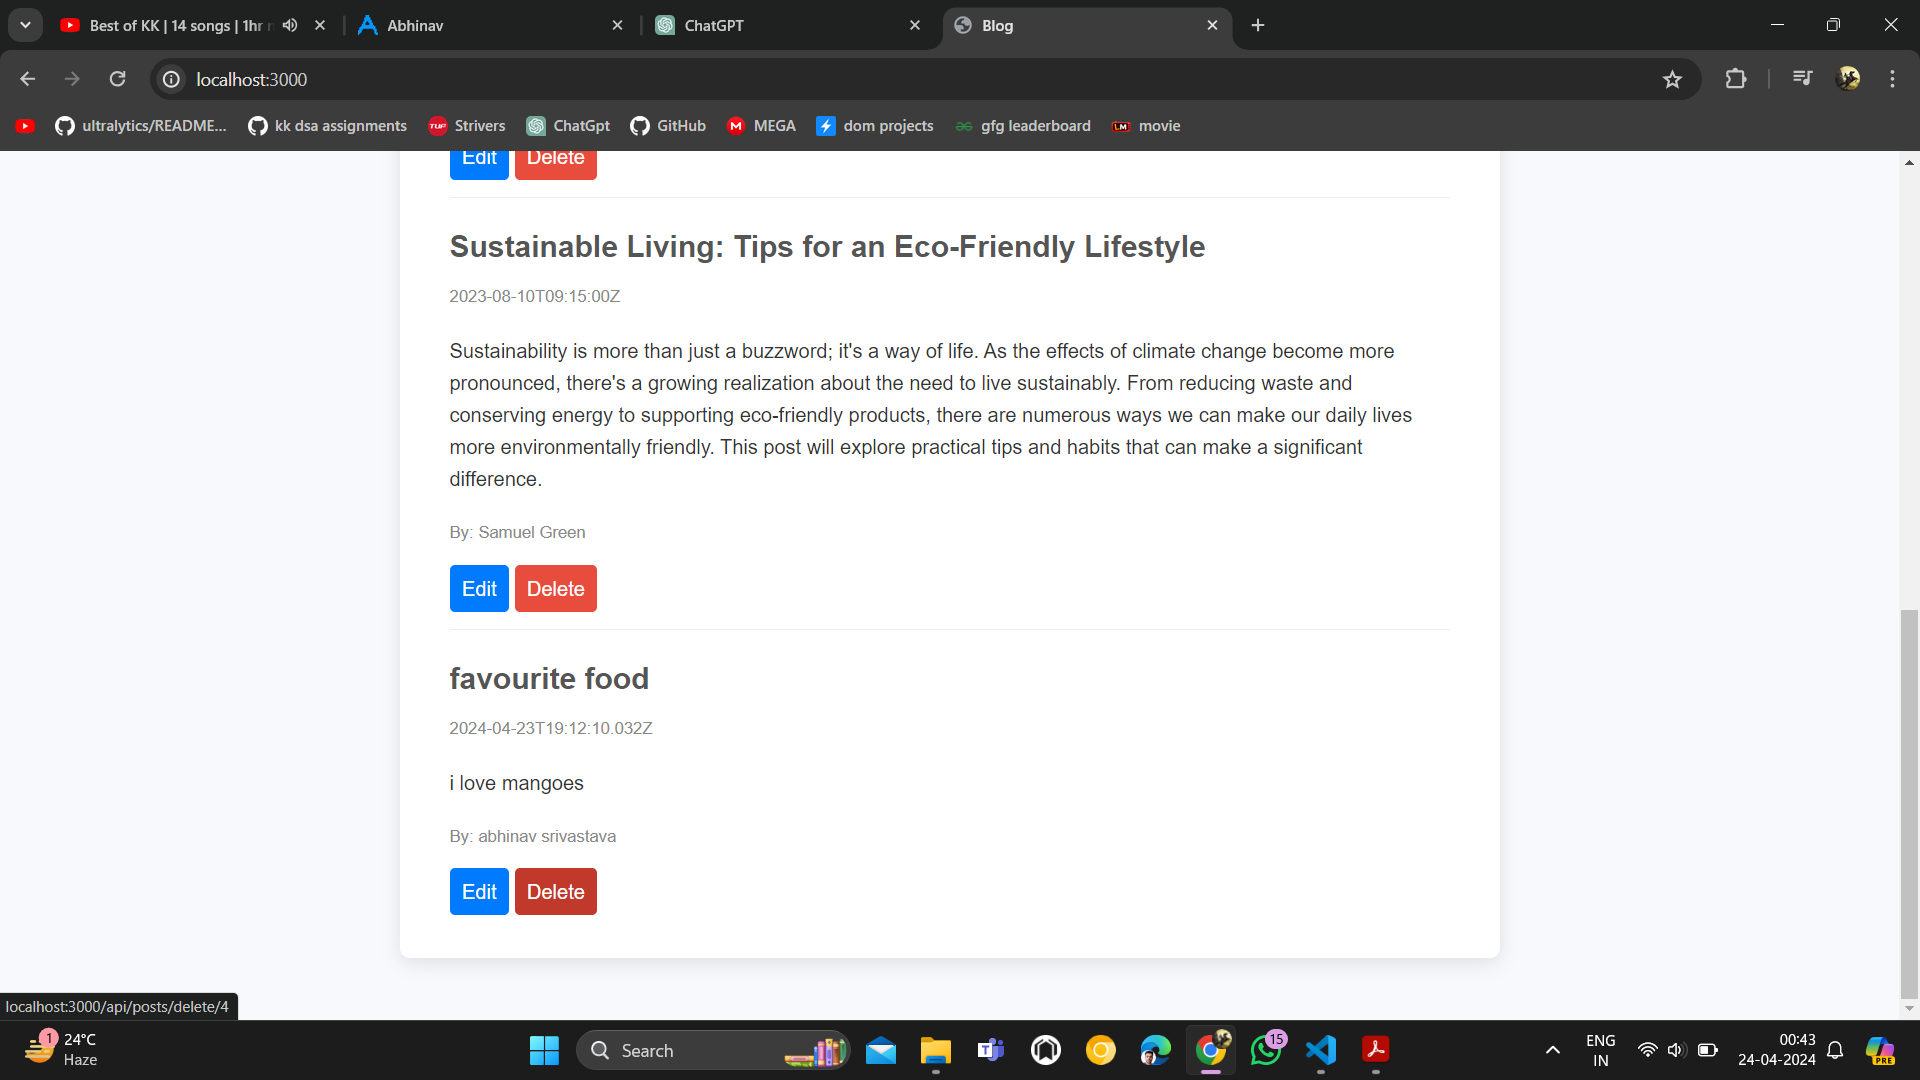 Best of KK | 14 songs | 1hr
Abhinav
ChatGPT
Blog
localhost:3000
ultralytics/README...
kk dsa assignments
TUF
Strivers
ChatGpt
GitHub
M
MEGA
dom projects
gfg leaderboard
LM
movie
Edit
Delete
Sustainable Living: Tips for an Eco-Friendly Lifestyle
2023-08-10T09:15:00Z
Sustainability is more than just a buzzword; it's a way of life. As the effects of climate change become more
pronounced, there's a growing realization about the need to live sustainably. From reducing waste and
conserving energy to supporting eco-friendly products, there are numerous ways we can make our daily lives
more environmentally friendly. This post will explore practical tips and habits that can make a significant
difference.
By: Samuel Green
Edit
Delete
favourite food
2024-04-23T19:12:10.032Z
i love mangoes
By: abhinav srivastava
Edit
Delete
localhost:3000/api/posts/delete/4
1
24°C
Haze
Search
15
ENG
IN
00:43
24-04-2024
PRE